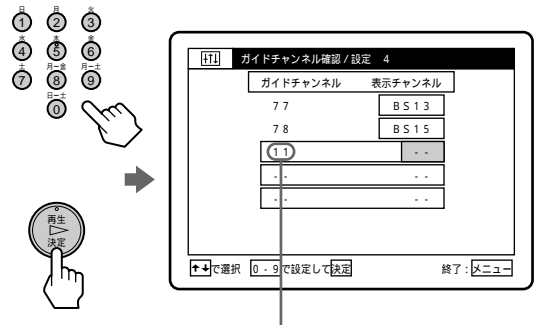 日 月 火
1 2 3
水 木 金
4 5 6
土 月−金 月−土
7 8 9
日−土
0
再生
決定
ガイドチャンネル確認/設定 4
ガイドチャンネル 表示チャンネル
77 BS13
78 BS15
11 - -
- - - -
- - - -
で選択 0-9で設定して決定 終了:メニュー